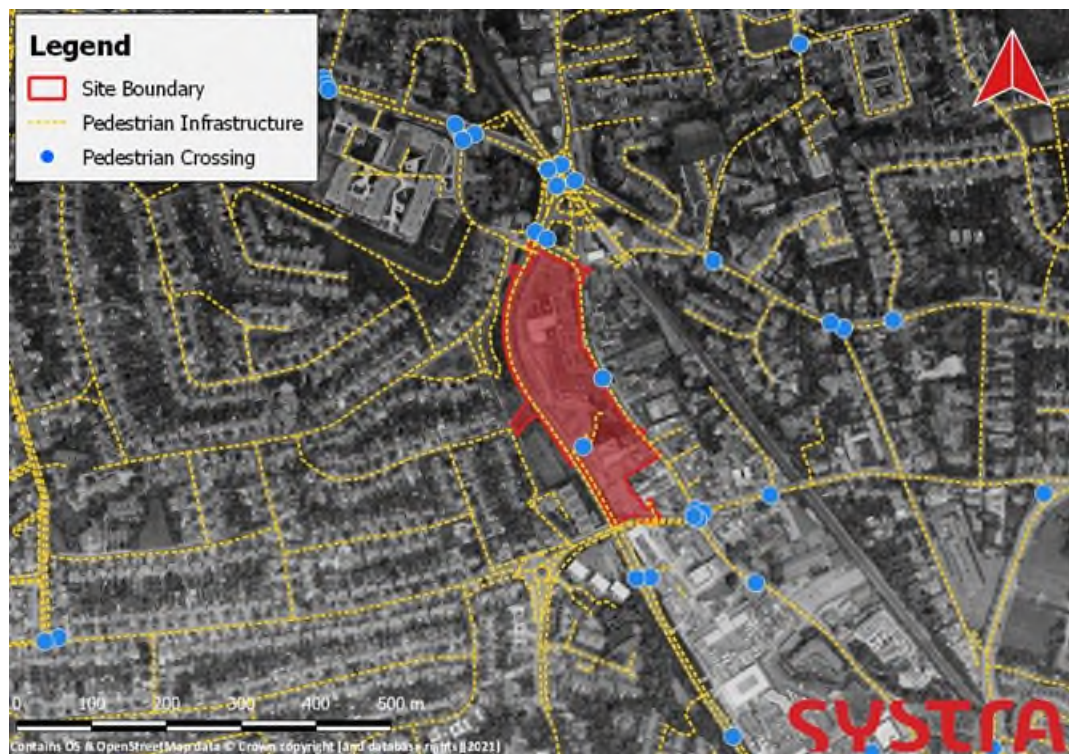 Legend
Site Boundary
Pedestrian Infrastructure
Pedestrian Crossing
0 100 200 300 400 500 m
Contains OS & OpenStreetMap data © Crown copyright and database rights 2021
SYSTRA